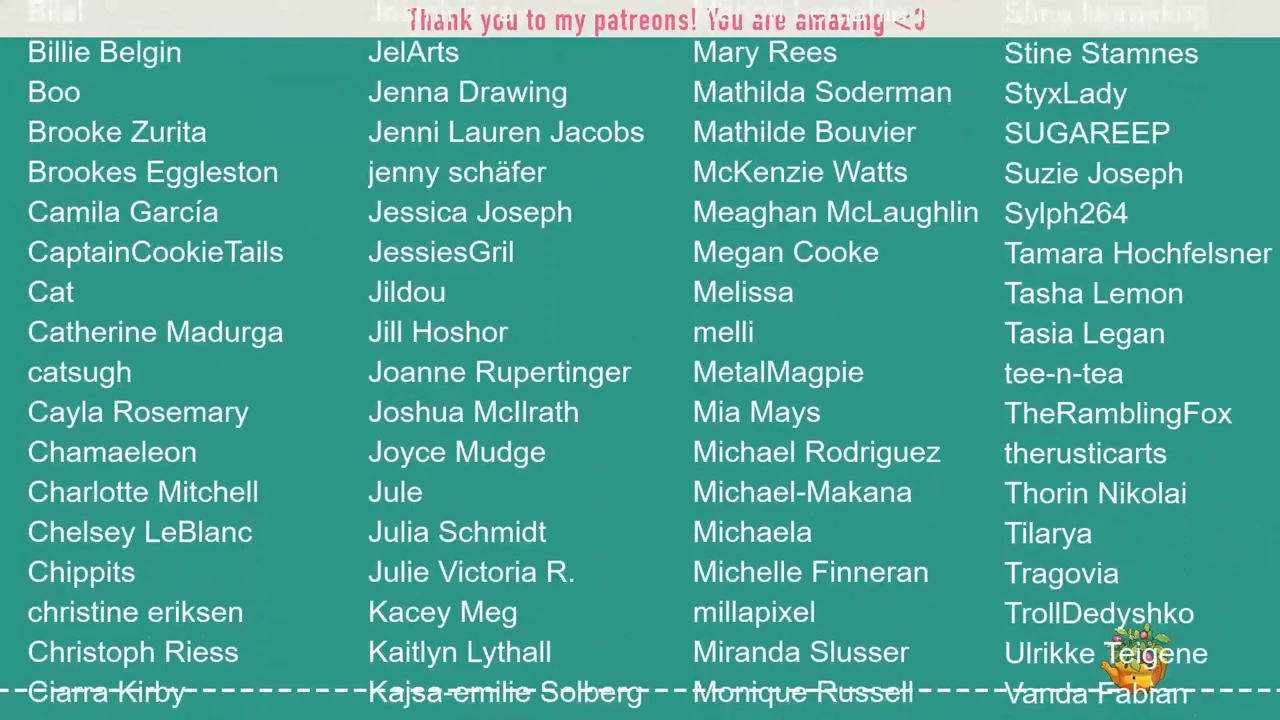 Thank you to my patreons! You are amazing <3
Billie Belgin
Boo
Brooke Zurita
Brookes Eggleston
Camila García
CaptainCookieTails
Cat
Catherine Madurga
catsugh
Cayla Rosemary
Chamaeleon
Charlotte Mitchell
Chelsey LeBlanc
Chippits
christine eriksen
Christoph Riess
Ciarra Kirby
JelArts
Jenna Drawing
Jenni Lauren Jacobs
jenny schäfer
Jessica Joseph
JessiesGril
Jildou
Jill Hoshor
Joanne Rupertinger
Joshua McIlrath
Joyce Mudge
Jule
Julia Schmidt
Julie Victoria R.
Kacey Meg
Kaitlyn Lythall
Kajsa-emilie Solberg
Mary Rees
Mathilda Soderman
Mathilde Bouvier
McKenzie Watts
Meaghan McLaughlin
Megan Cooke
Melissa
melli
MetalMagpie
Mia Mays
Michael Rodriguez
Michael-Makana
Michaela
Michelle Finneran
millapixel
Miranda Slusser
Monique Russell
Stine Stamnes
StyxLady
SUGAREEP
Suzie Joseph
Sylph264
Tamara Hochfelsner
Tasha Lemon
Tasia Legan
tee-n-tea
TheRamblingFox
therusticarts
Thorin Nikolai
Tilarya
Tragovia
TrollDedyshko
Ulrikke Teigene
Vanda Fabian